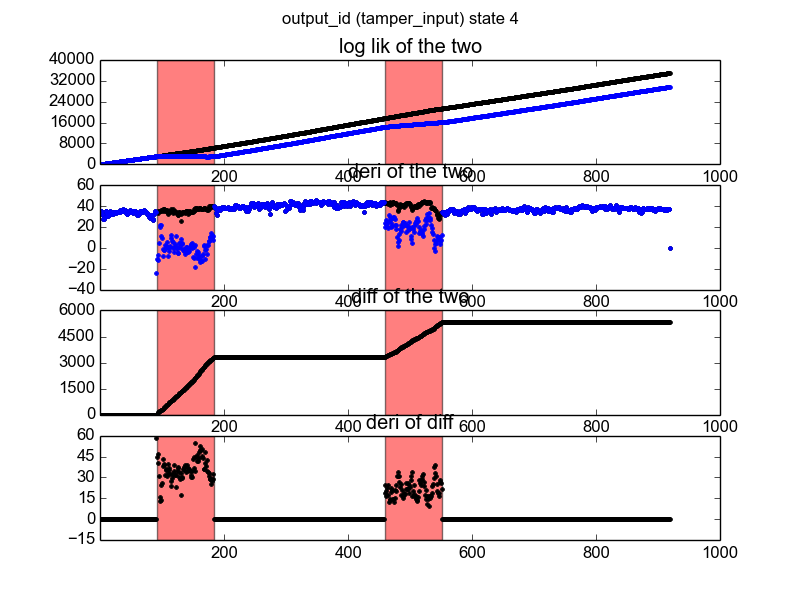 output_id (tamper_input) state 4
log lik of the two
40000
32000
24000
16000
8000
0
200 400 600 800 1000
deri of the two
60
40
20
0
−20
−40
200 400 600 800 1000
diff of the two
6000
4500
3000
1500
0
200 400 600 800 1000
deri of diff
60
45
30
15
0
−15
200 400 600 800 1000